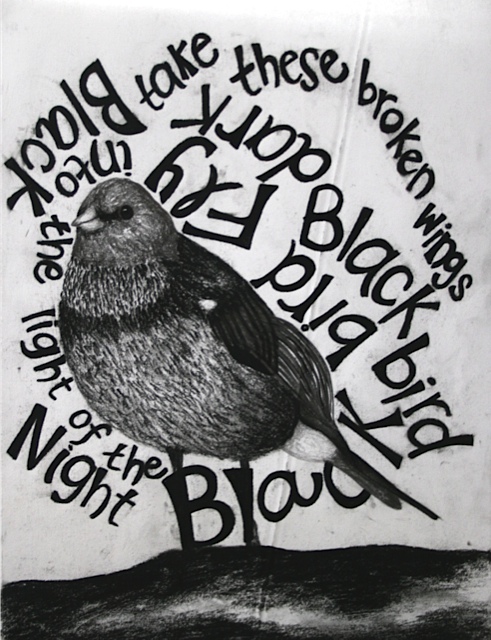 take these broken wings
Black bird
Black
bird
Fly
into the light of the
dark
Black
Night